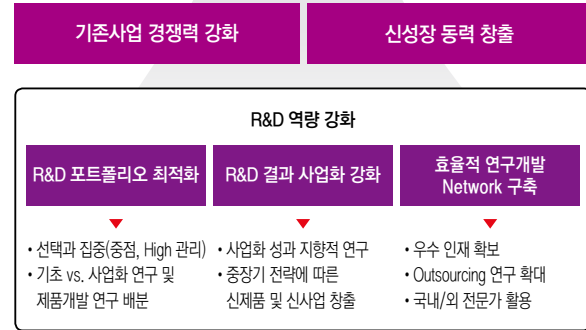 기존사업 경쟁력 강화
신성장 동력 창출
R&D 역량 강화
R&D 포트폴리오 최적화
R&D 결과 사업화 강화
효율적 연구개발
Network 구축
• 선택과 집중(중점, High 관리)
• 기초 vs. 사업화 연구 및
제품개발 연구 배분
• 사업화 성과 지향적 연구
• 중장기 전략에 따른
신제품 및 신사업 창출
• 우수 인재 확보
• Outsourcing 연구 확대
• 국내/외 전문가 활용